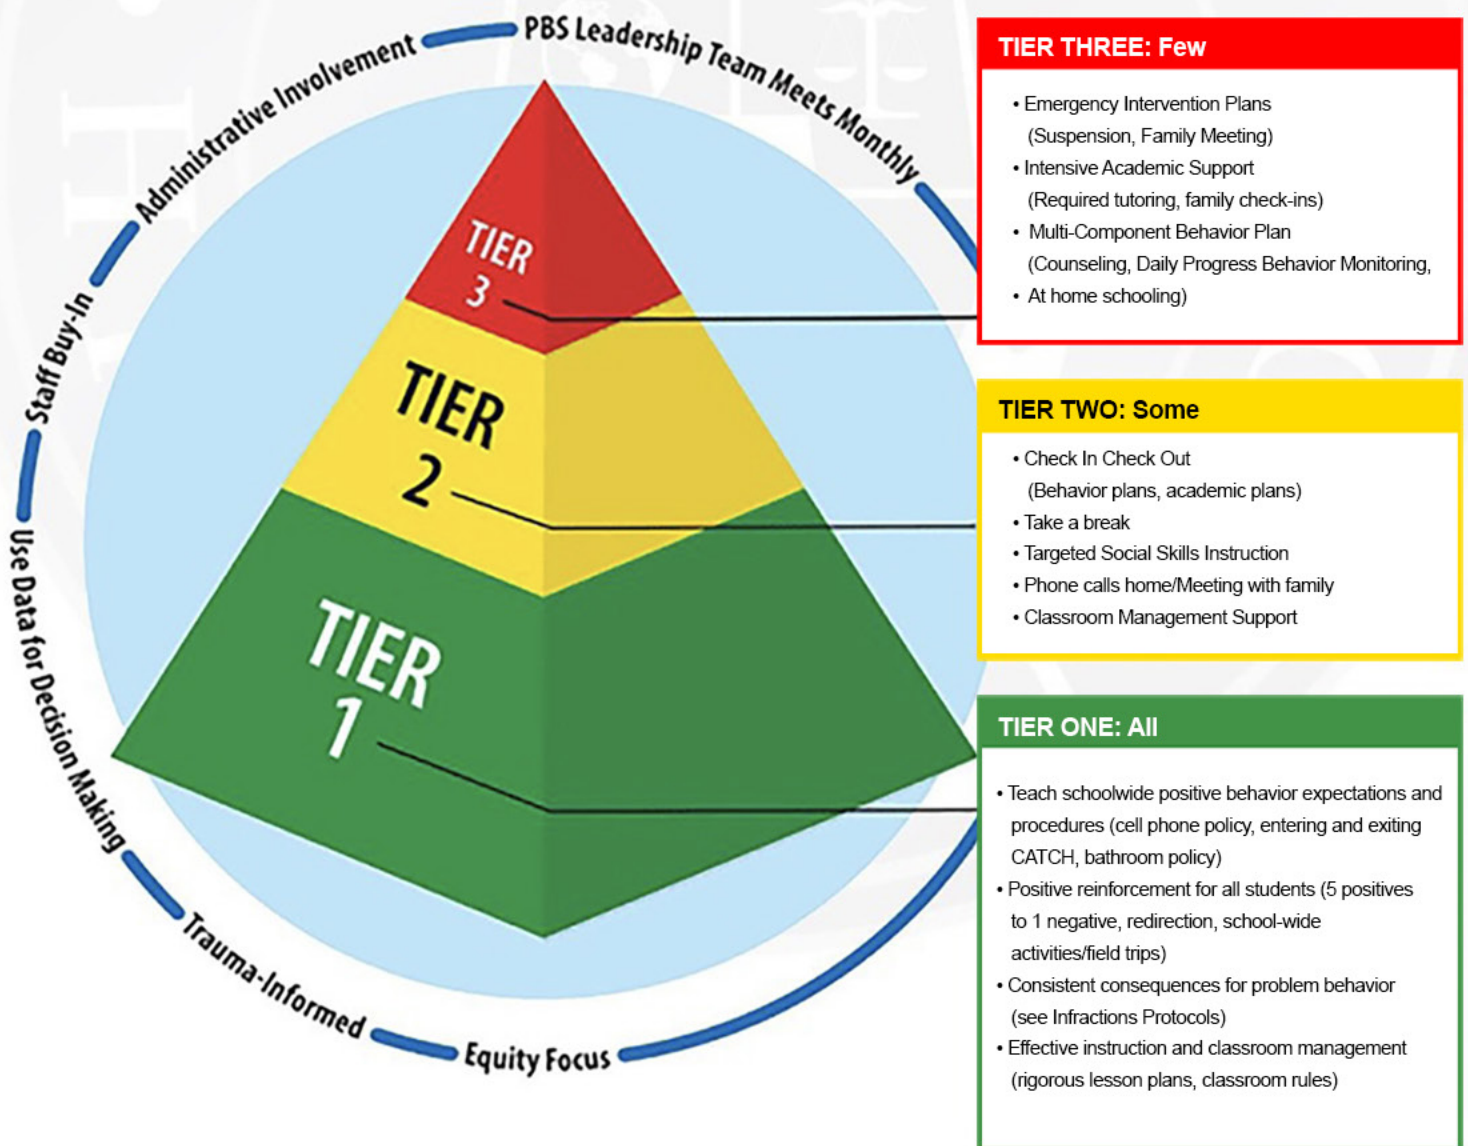 PBS Leadership Team Meets Monthly
Administrative Involvement
Staff Buy-In
Use Data for Decision Making
Trauma-Informed
Equity Focus
TIER
3
TIER
2
TIER
1
TIER THREE: Few
• Emergency Intervention Plans
(Suspension, Family Meeting)
• Intensive Academic Support
(Required tutoring, family check-ins)
• Multi-Component Behavior Plan
(Counseling, Daily Progress Behavior Monitoring,
• At home schooling)
TIER TWO: Some
• Check In Check Out
(Behavior plans, academic plans)
• Take a break
• Targeted Social Skills Instruction
• Phone calls home/Meeting with family
• Classroom Management Support
TIER ONE: All
• Teach schoolwide positive behavior expectations and
procedures (cell phone policy, entering and exiting
CATCH, bathroom policy)
• Positive reinforcement for all students (5 positives
to 1 negative, redirection, school-wide
activities/field trips)
• Consistent consequences for problem behavior
(see Infractions Protocols)
• Effective instruction and classroom management
(rigorous lesson plans, classroom rules)